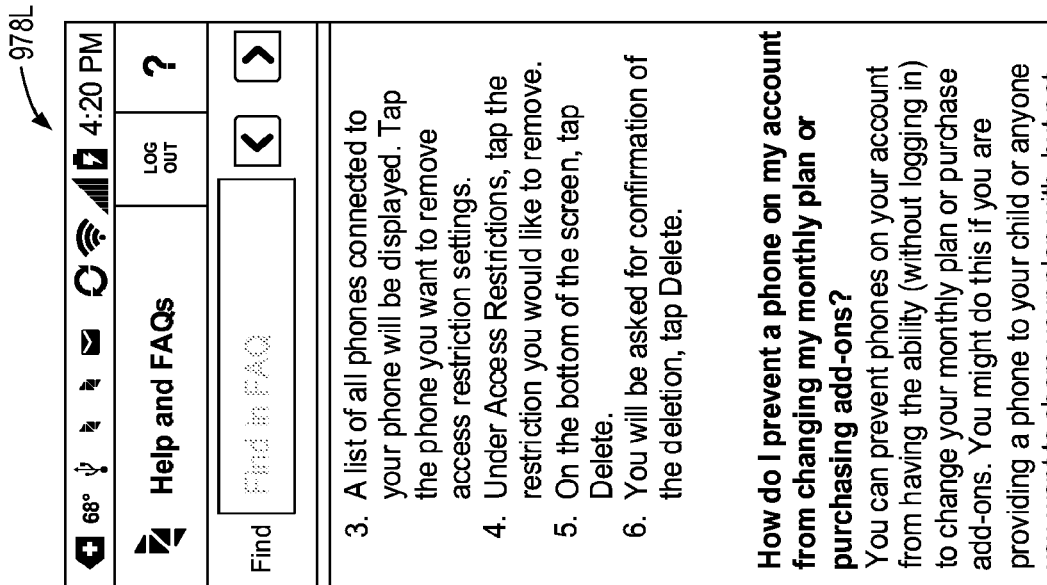 978L
68° 4:20 PM
Help and FAQs LOG OUT ?
Find Find in FAQ
3. A list of all phones connected to
your phone will be displayed. Tap
the phone you want to remove
access restriction settings.
4. Under Access Restrictions, tap the
restriction you would like to remove.
5. On the bottom of the screen, tap
Delete.
6. You will be asked for confirmation of
the deletion, tap Delete.
How do I prevent a phone on my account
from changing my monthly plan or
purchasing add-ons?
You can prevent phones on your account
from having the ability (without logging in)
to change your monthly plan or purchase
add-ons. You might do this if you are
providing a phone to your child or anyone